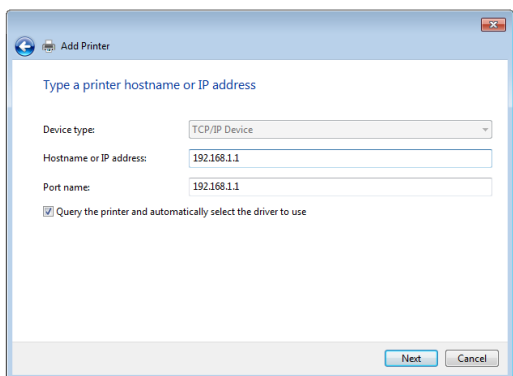 Add Printer
Type a printer hostname or IP address
Device type: TCP/IP Device
Hostname or IP address: 192.168.1.1
Port name: 192.168.1.1
Query the printer and automatically select the driver to use
Next Cancel